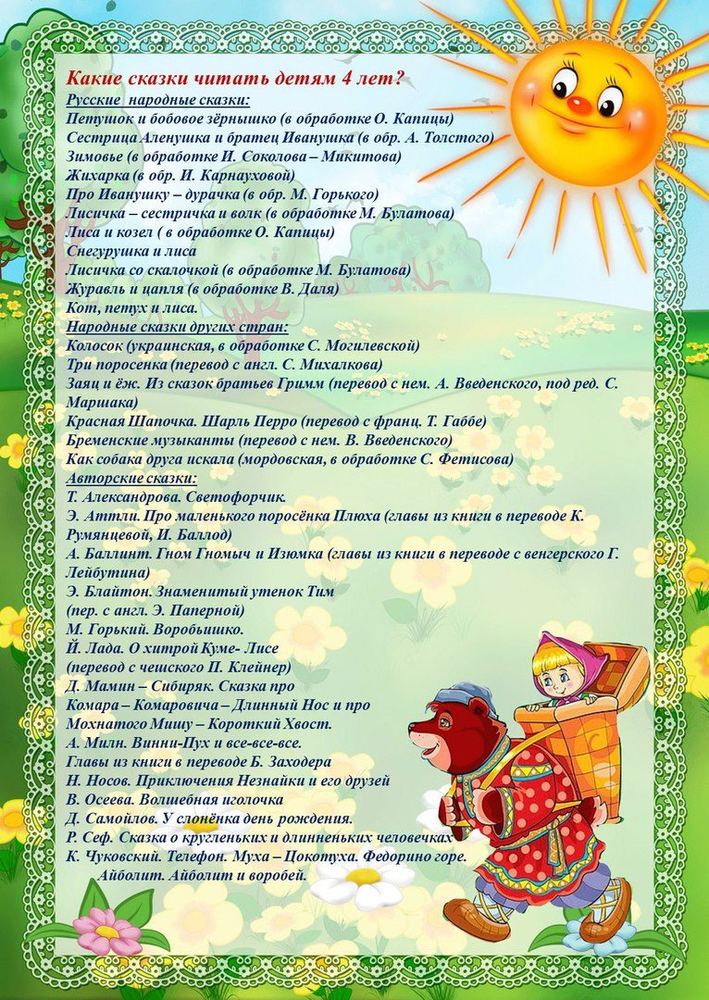 Какие сказки читать детям 4 лет?
Русские народные сказки:
Петушок и бобовое зёрнышко (в обработке О. Капицы)
Сестрица Аленушка и братец Иванушка (в обр. А. Толстого)
Зимовье (в обработке И. Соколова – Микитова)
Жихарка (в обр. И. Карнауховой)
Про Иванушку – дурачка (в обр. М. Горького)
Лисичка – сестричка и волк (в обработке М. Булатова)
Лиса и козел ( в обработке О. Капицы)
Снегурушка и лиса
Лисичка со скалочкой (в обработке М. Булатова)
Журавль и цапля (в обработке В. Даля)
Кот, петух и лиса.
Народные сказки других стран:
Колосок (украинская, в обработке С. Могилевской)
Три поросенка (перевод с англ. С. Михалкова)
Заяц и ёж. Из сказок братьев Гримм (перевод с нем. А. Введенского, под ред. С.
Маршака)
Красная Шапочка. Шарль Перро (перевод с франц. Т. Габбе)
Бременские музыканты (перевод с нем. В. Введенского)
Как собака друга искала (мордовская, в обработке С. Фетисова)
Авторские сказки:
Т. Александрова. Светофорчик.
Э. Аттли. Про маленького поросёнка Плюха (главы из книги в переводе К.
Румянцевой, И. Баллод)
А. Баллинт. Гном Гномыч и Изюмка (главы из книги в переводе с венгерского Г.
Лейбутина)
Э. Блайтон. Знаменитый утенок Тим
(пер. с англ. Э. Паперной)
М. Горький. Воробьишко.
Й. Лада. О хитрой Куме- Лисе
(перевод с чешского П. Клейнер)
Д. Мамин – Сибиряк. Сказка про
Комара – Комаровича – Длинный Нос и про
Мохнатого Мишу – Короткий Хвост.
А. Милн. Винни-Пух и все-все-все.
Главы из книги в переводе Б. Заходера
Н. Носов. Приключения Незнайки и его друзей
В. Осеева. Волшебная иголочка
Д. Самойлов. У слонёнка день рождения.
Р. Сеф. Сказка о кругленьких и длинненьких человечках
К. Чуковский. Телефон. Муха – Цокотуха. Федорино горе.
Айболит. Айболит и воробей.